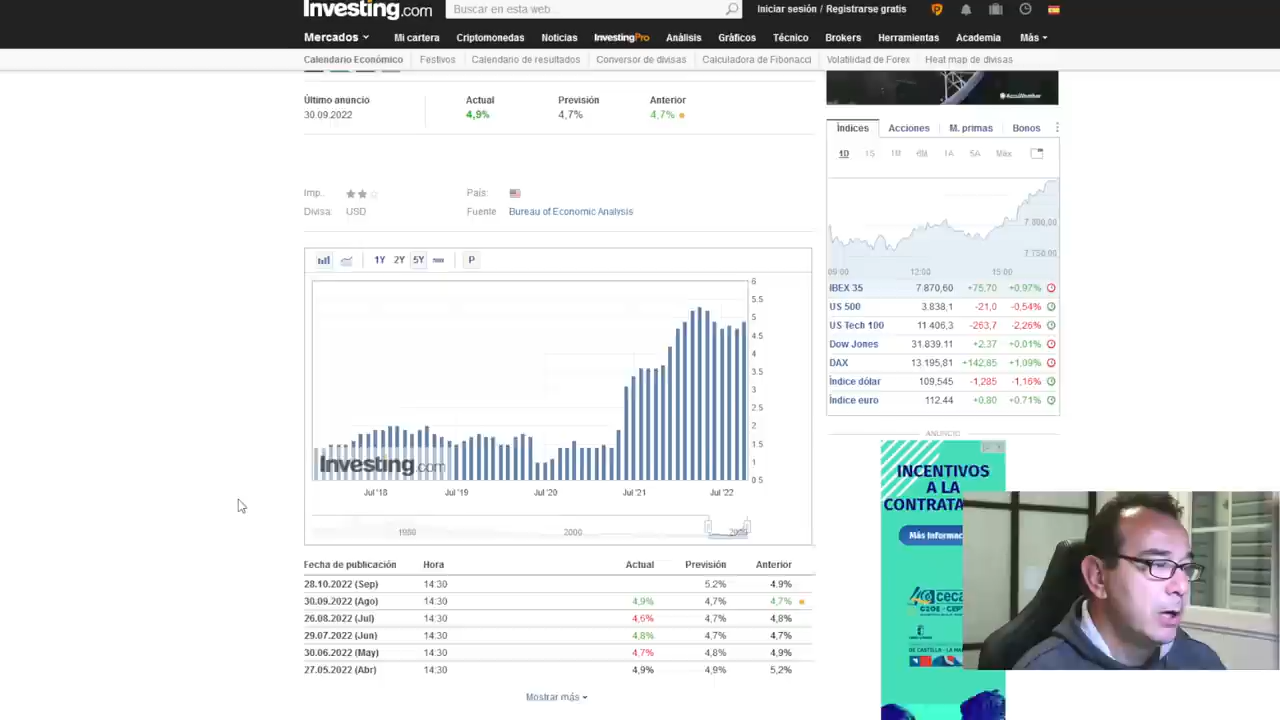 Investing.com
Buscar en esta web...
Iniciar sesión / Registrarse gratis
Mercados
Mi cartera
Criptomonedas
Noticias
InvestingPro
Análisis
Gráficos
Técnico
Brokers
Herramientas
Academia
Más
Calendario Económico
Festivos
Calendario de resultados
Conversor de divisas
Calculadora de Fibonacci
Volatilidad de Forex
Heat map de divisas
AccuWeather
Último anuncio
30.09.2022
Actual
4,9%
Previsión
4,7%
Anterior
4,7%
Imp.
País:
Divisa: USD
Fuente Bureau of Economic Analysis
1Y 2Y 5Y P
6
5.5
5
4.5
4
3.5
3
2.5
2
1.5
1
0.5
Investing.com
Jul '18 Jul '19 Jul '20 Jul '21 Jul '22
1980 2000
Fecha de publicación Hora Actual Previsión Anterior
28.10.2022 (Sep) 14:30 5,2% 4,9%
30.09.2022 (Ago) 14:30 4,9% 4,7% 4,7%
26.08.2022 (Jul) 14:30 4,6% 4,7% 4,8%
29.07.2022 (Jun) 14:30 4,8% 4,7% 4,7%
30.06.2022 (May) 14:30 4,7% 4,8% 4,9%
27.05.2022 (Abr) 14:30 4,9% 4,9% 5,2%
Mostrar más
Índices Acciones M. primas Bonos
1D 1S 1M 6M 1A 5A Máx
7 800,00
7 750,00
09:00 12:00 15:00
IBEX 35 7 870,60 +75,70 +0,97%
US 500 3.838,1 -21,0 -0,54%
US Tech 100 11 406,3 -263,7 -2,26%
Dow Jones 31.839,11 +2,37 +0,01%
DAX 13 195,81 +142,85 +1,09%
Índice dólar 109,545 -1,285 -1,16%
Índice euro 112,44 +0,80 +0,71%
ANUNCIO
INCENTIVOS
A LA
CONTRATA
Más Informac
ceca
CEOE - CEPY
DE CASTILLA - LA M